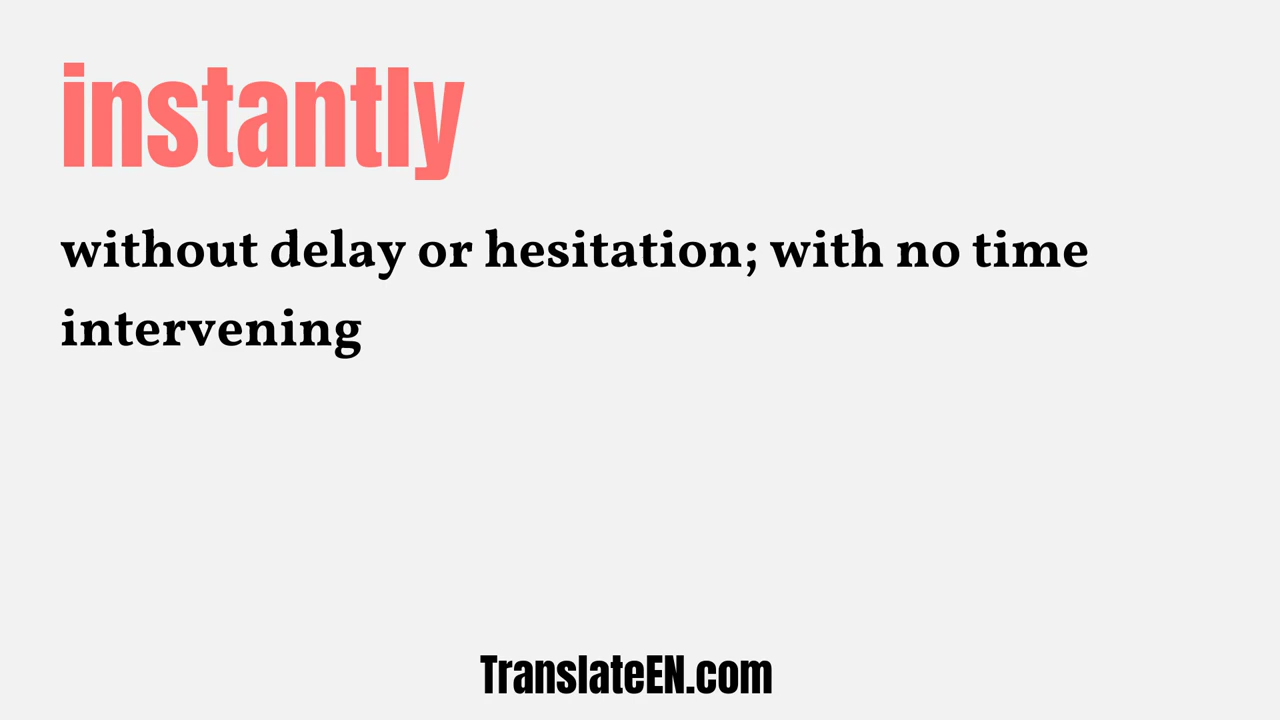 instantly
without delay or hesitation; with no time
intervening
TranslateEN.com